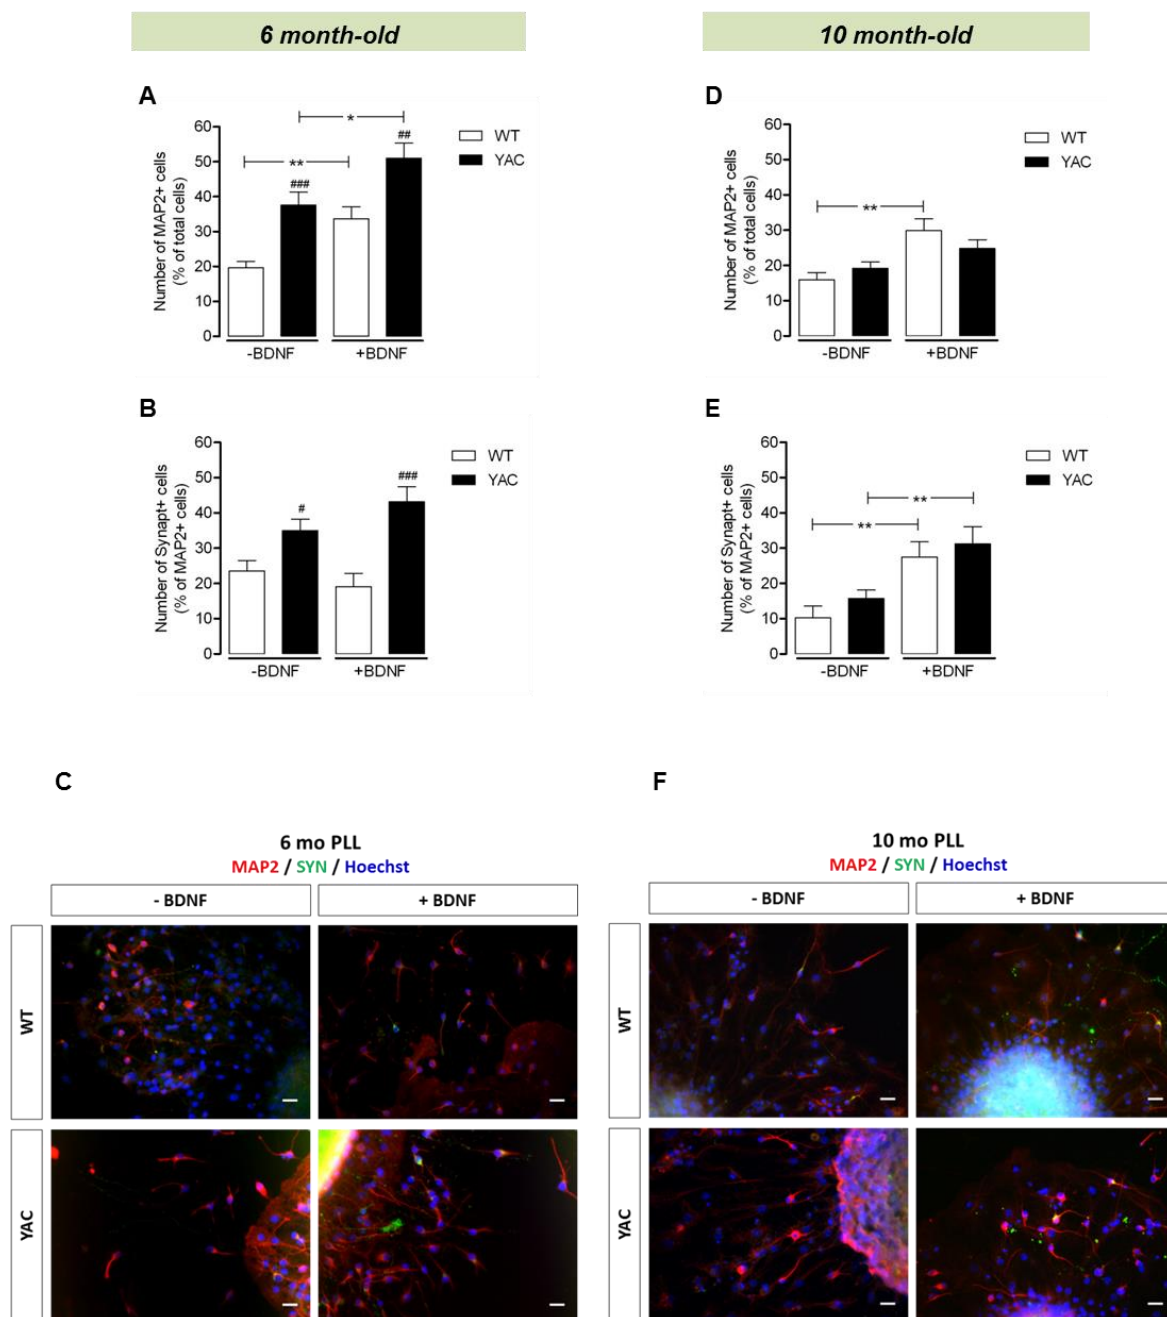 6 month-old
10 month-old
A
Number of MAP2+ cells
(% of total cells)
60
50
40
30
20
10
0
*
**
##
###
WT
YAC
-BDNF
+BDNF
D
Number of MAP2+ cells
(% of total cells)
60
50
40
30
20
10
0
**
WT
YAC
-BDNF
+BDNF
B
Number of Synapt+ cells
(% of MAP2+ cells)
60
50
40
30
20
10
0
#
###
WT
YAC
-BDNF
+BDNF
E
Number of Synapt+ cells
(% of MAP2+ cells)
60
50
40
30
20
10
0
**
**
WT
YAC
-BDNF
+BDNF
C
6 mo PLL
MAP2 / SYN / Hoechst
- BDNF
+ BDNF
WT
YAC
F
10 mo PLL
MAP2 / SYN / Hoechst
- BDNF
+ BDNF
WT
YAC